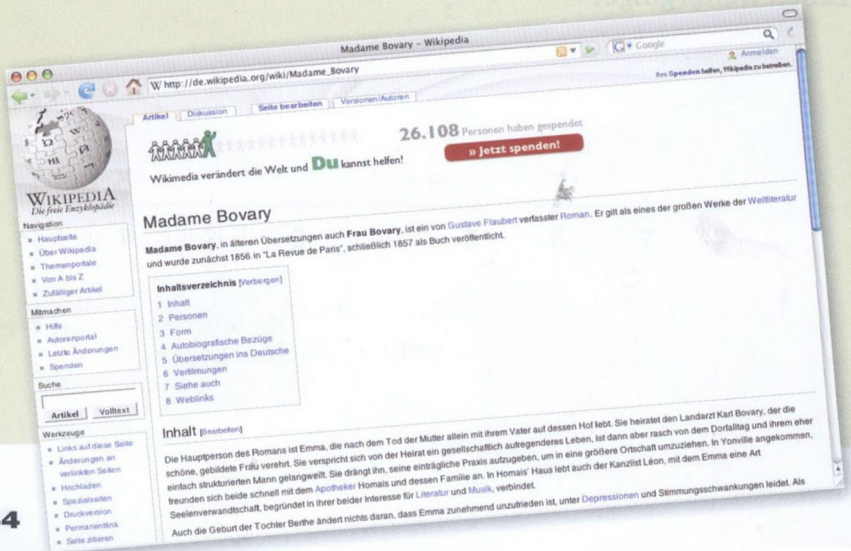 Madame Bovary – Wikipedia
W http://de.wikipedia.org/wiki/Madame_Bovary
Google
Anmelden
Ihre Spenden helfen, Wikipedia zu betreiben.
Artikel
Diskussion
Seite bearbeiten
Versionen/Autoren
26.108 Personen haben gespendet
» Jetzt spenden!
Wikimedia verändert die Welt und Du kannst helfen!
WIKIPEDIA
Die freie Enzyklopädie
Navigation
Hauptseite
Über Wikipedia
Themenportale
Von A bis Z
Zufälliger Artikel
Mitmachen
Hilfe
Autorenportal
Letzte Änderungen
Spenden
Suche
Artikel
Volltext
Werkzeuge
Links auf diese Seite
Änderungen an
verlinkten Seiten
Hochladen
Spezialseiten
Druckversion
Permanentlink
Seite zitieren
Madame Bovary
Madame Bovary, in älteren Übersetzungen auch Frau Bovary, ist ein von Gustave Flaubert verfasster Roman. Er gilt als eines der großen Werke der Weltliteratur
und wurde zunächst 1856 in "La Revue de Paris", schließlich 1857 als Buch veröffentlicht.
Inhaltsverzeichnis [Verbergen]
1 Inhalt
2 Personen
3 Form
4 Autobiografische Bezüge
5 Übersetzungen ins Deutsche
6 Verfilmungen
7 Siehe auch
8 Weblinks
Inhalt [Bearbeiten]
Die Hauptperson des Romans ist Emma, die nach dem Tod der Mutter allein mit ihrem Vater auf dessen Hof lebt. Sie heiratet den Landarzt Karl Bovary, der die
schöne, gebildete Frau verehrt. Sie verspricht sich von der Heirat ein gesellschaftlich aufregenderes Leben, ist dann aber rasch von dem Dorfalltag und ihrem eher
einfach strukturierten Mann gelangweilt. Sie drängt ihn, seine einträgliche Praxis aufzugeben, um in eine größere Ortschaft umzuziehen. In Yonville angekommen,
freunden sich beide schnell mit dem Apotheker Homais und dessen Familie an. In Homais' Haus lebt auch der Kanzlist Léon, mit dem Emma eine Art
Seelenverwandtschaft, begründet in ihrer beider Interesse für Literatur und Musik, verbindet.
Auch die Geburt der Tochter Berthe ändert nichts daran, dass Emma zunehmend unzufrieden ist, unter Depressionen und Stimmungsschwankungen leidet. Als
4